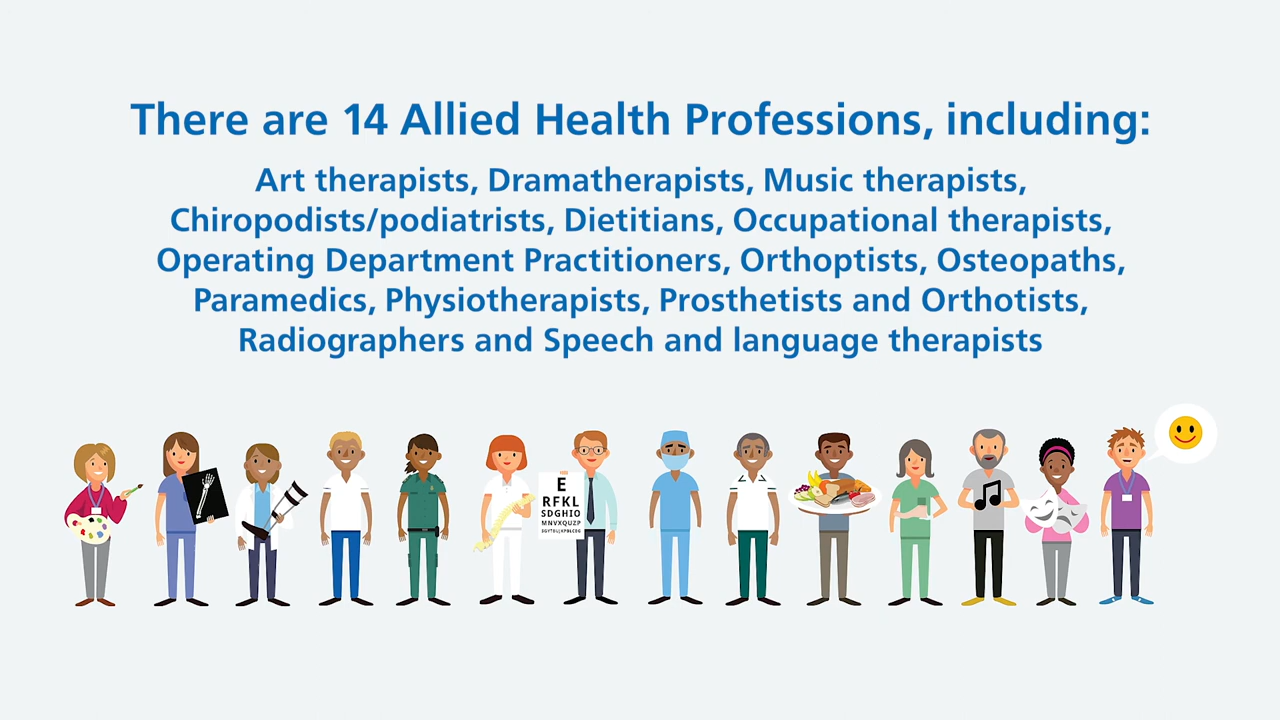 There are 14 Allied Health Professions, including:
Art therapists, Dramatherapists, Music therapists,
Chiropodists/podiatrists, Dietitians, Occupational therapists,
Operating Department Practitioners, Orthoptists, Osteopaths,
Paramedics, Physiotherapists, Prosthetists and Orthotists,
Radiographers and Speech and language therapists
E
RFKL
SDGHIO
MNVXQUZP